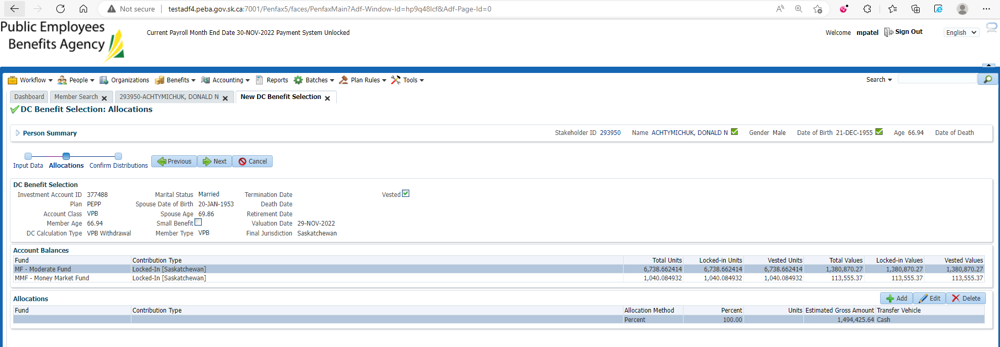 Not secure testadf4.peba.gov.sk.ca:7001/Penfax5/faces/PenfaxMain?Adf-Window-Id=hp9q48lcf&Adf-Page-Id=0
Public Employees
Benefits Agency
Current Payroll Month End Date 30-NOV-2022 Payment System Unlocked
Welcome mpatel Sign Out English
Workflow People Organizations Benefits Accounting Reports Batches Plan Rules Tools Search
Dashboard Member Search 293950-ACHTYMICHUK, DONALD N New DC Benefit Selection
DC Benefit Selection: Allocations
Person Summary Stakeholder ID 293950 Name ACHTYMICHUK, DONALD N Gender Male Date of Birth 21-DEC-1955 Age 66.94 Date of Death
Input Data Allocations Confirm Distributions Previous Next Cancel
DC Benefit Selection
Investment Account ID 377488 Marital Status Married Termination Date Vested
Plan PEPP Spouse Date of Birth 20-JAN-1953 Death Date
Account Class VPB Spouse Age 69.86 Retirement Date
Member Age 66.94 Small Benefit Valuation Date 29-NOV-2022
DC Calculation Type VPB Withdrawal Member Type VPB Final Jurisdiction Saskatchewan
Account Balances
Fund Contribution Type Total Units Locked-in Units Vested Units Total Values Locked-in Values Vested Values
MF - Moderate Fund Locked-In [Saskatchewan] 6,738.662414 6,738.662414 6,738.662414 1,380,870.27 1,380,870.27 1,380,870.27
MMF - Money Market Fund Locked-In [Saskatchewan] 1,040.084932 1,040.084932 1,040.084932 113,555.37 113,555.37 113,555.37
Allocations Add Edit Delete
Fund Contribution Type Allocation Method Percent Units Estimated Gross Amount Transfer Vehicle
Percent 100.00 1,494,425.64 Cash